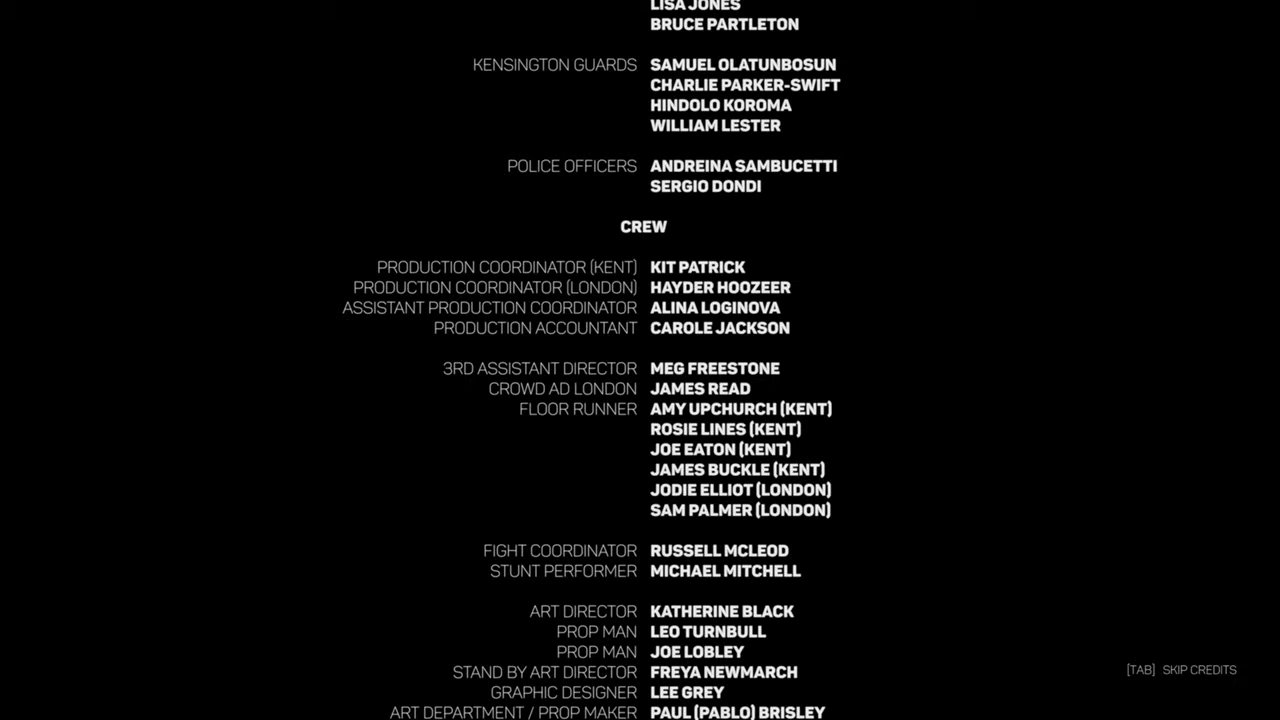 LISA JONES
BRUCE PARTLETON
KENSINGTON GUARDS SAMUEL OLATUNBOSUN
CHARLIE PARKER-SWIFT
HINDOLO KOROMA
WILLIAM LESTER
POLICE OFFICERS ANDREINA SAMBUCETTI
SERGIO DONDI
CREW
PRODUCTION COORDINATOR (KENT) KIT PATRICK
PRODUCTION COORDINATOR (LONDON) HAYDER HOOZEER
ASSISTANT PRODUCTION COORDINATOR ALINA LOGINOVA
PRODUCTION ACCOUNTANT CAROLE JACKSON
3RD ASSISTANT DIRECTOR MEG FREESTONE
CROWD AD LONDON JAMES READ
FLOOR RUNNER AMY UPCHURCH (KENT)
ROSIE LINES (KENT)
JOE EATON (KENT)
JAMES BUCKLE (KENT)
JODIE ELLIOT (LONDON)
SAM PALMER (LONDON)
FIGHT COORDINATOR RUSSELL MCLEOD
STUNT PERFORMER MICHAEL MITCHELL
ART DIRECTOR KATHERINE BLACK
PROP MAN LEO TURNBULL
PROP MAN JOE LOBLEY
STAND BY ART DIRECTOR FREYA NEWMARCH
[TAB] SKIP CREDITS
GRAPHIC DESIGNER LEE GREY
ART DEPARTMENT / PROP MAKER PAUL (PABLO) BRISLEY